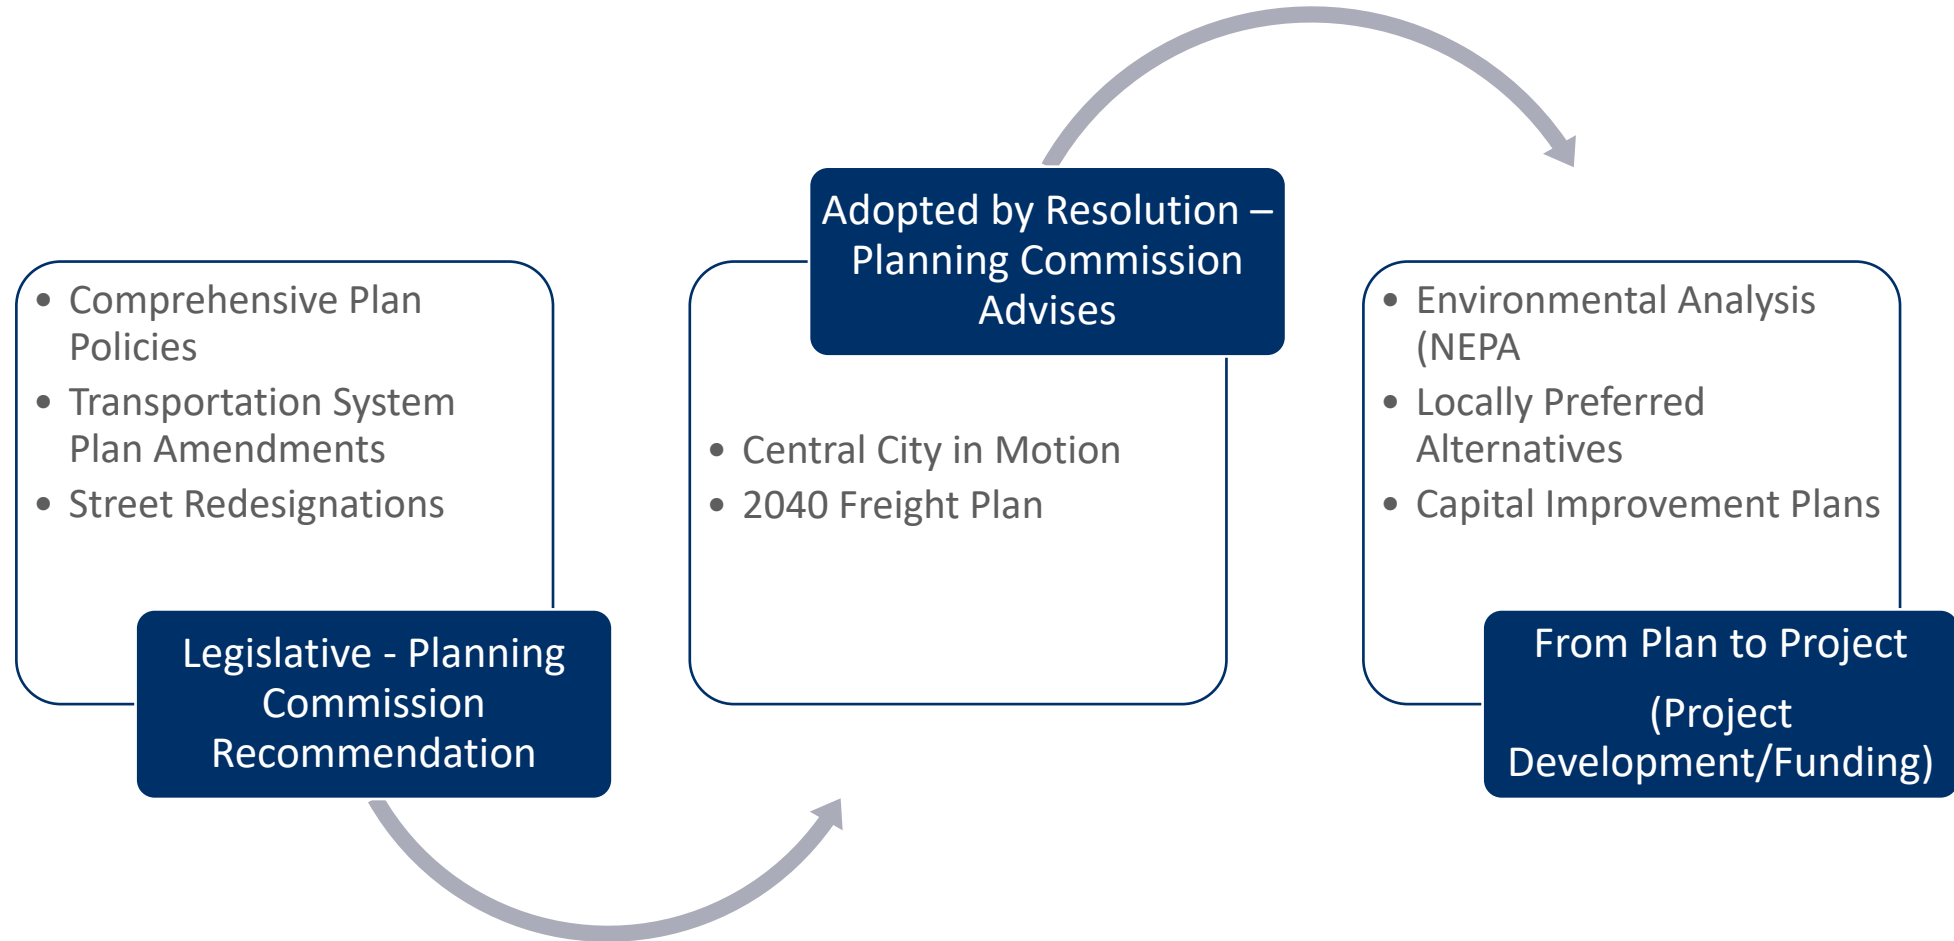 • Comprehensive Plan
Policies
• Transportation System
Plan Amendments
• Street Redesignations
Legislative - Planning
Commission
Recommendation
Adopted by Resolution –
Planning Commission
Advises
• Central City in Motion
• 2040 Freight Plan
• Environmental Analysis
(NEPA
• Locally Preferred
Alternatives
• Capital Improvement Plans
From Plan to Project
(Project
Development/Funding)